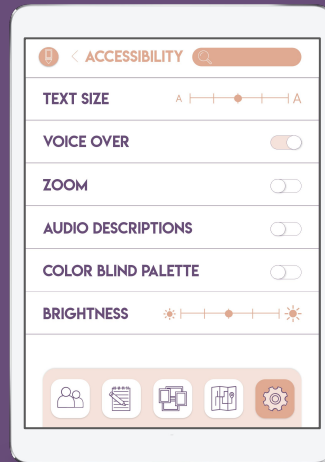 < ACCESSIBILITY
TEXT SIZE A A
VOICE OVER
ZOOM
AUDIO DESCRIPTIONS
COLOR BLIND PALETTE
BRIGHTNESS